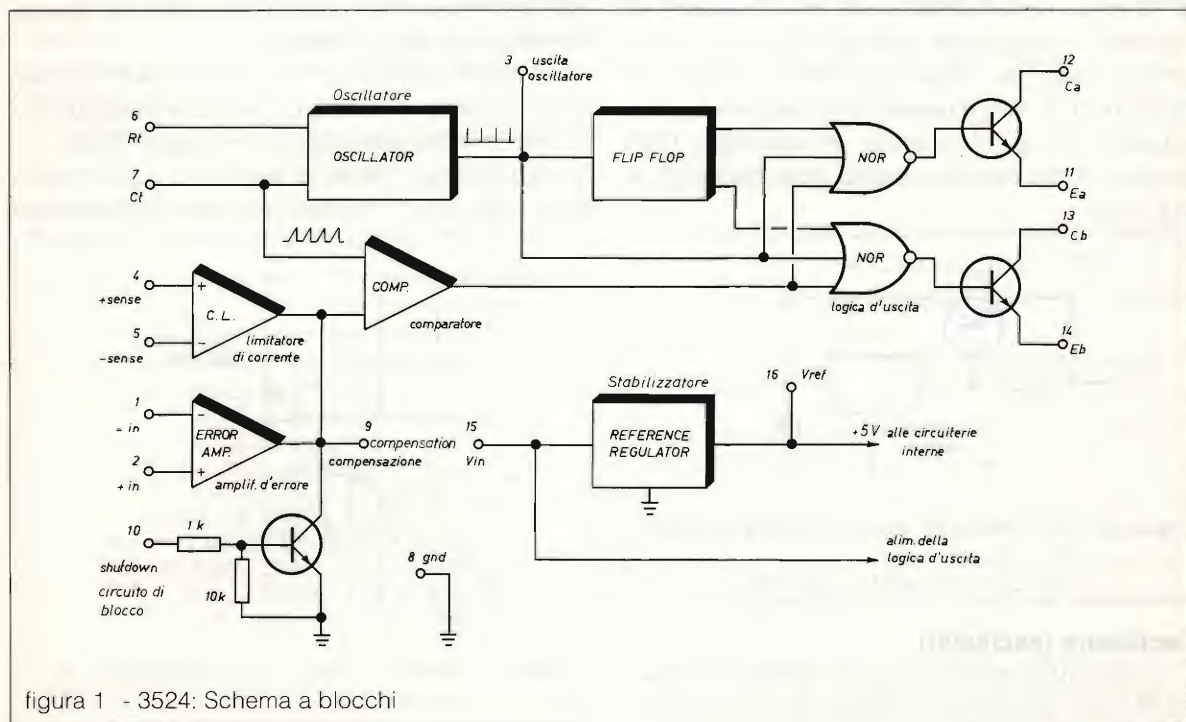 3
uscita
oscillatore
12
Ca
Oscillatore
6
Rt
OSCILLATOR
FLIP FLOP
NOR
7
Ct
11
Ea
13
Cb
4
+sense
COMP.
NOR
C.L.
comparatore
logica d'uscita
5
-sense
limitatore
di corrente
14
Eb
16
Vref
Stabilizzatore
1
- in
ERROR
AMP.
9
compensation
compensazione
15
Vin
REFERENCE
REGULATOR
+5V alle circuiterie
interne
2
+ in
amplif. d'errore
10
1k
shutdown
circuito di
blocco
10k
8 gnd
alim. della
logica d'uscita
figura 1 - 3524: Schema a blocchi